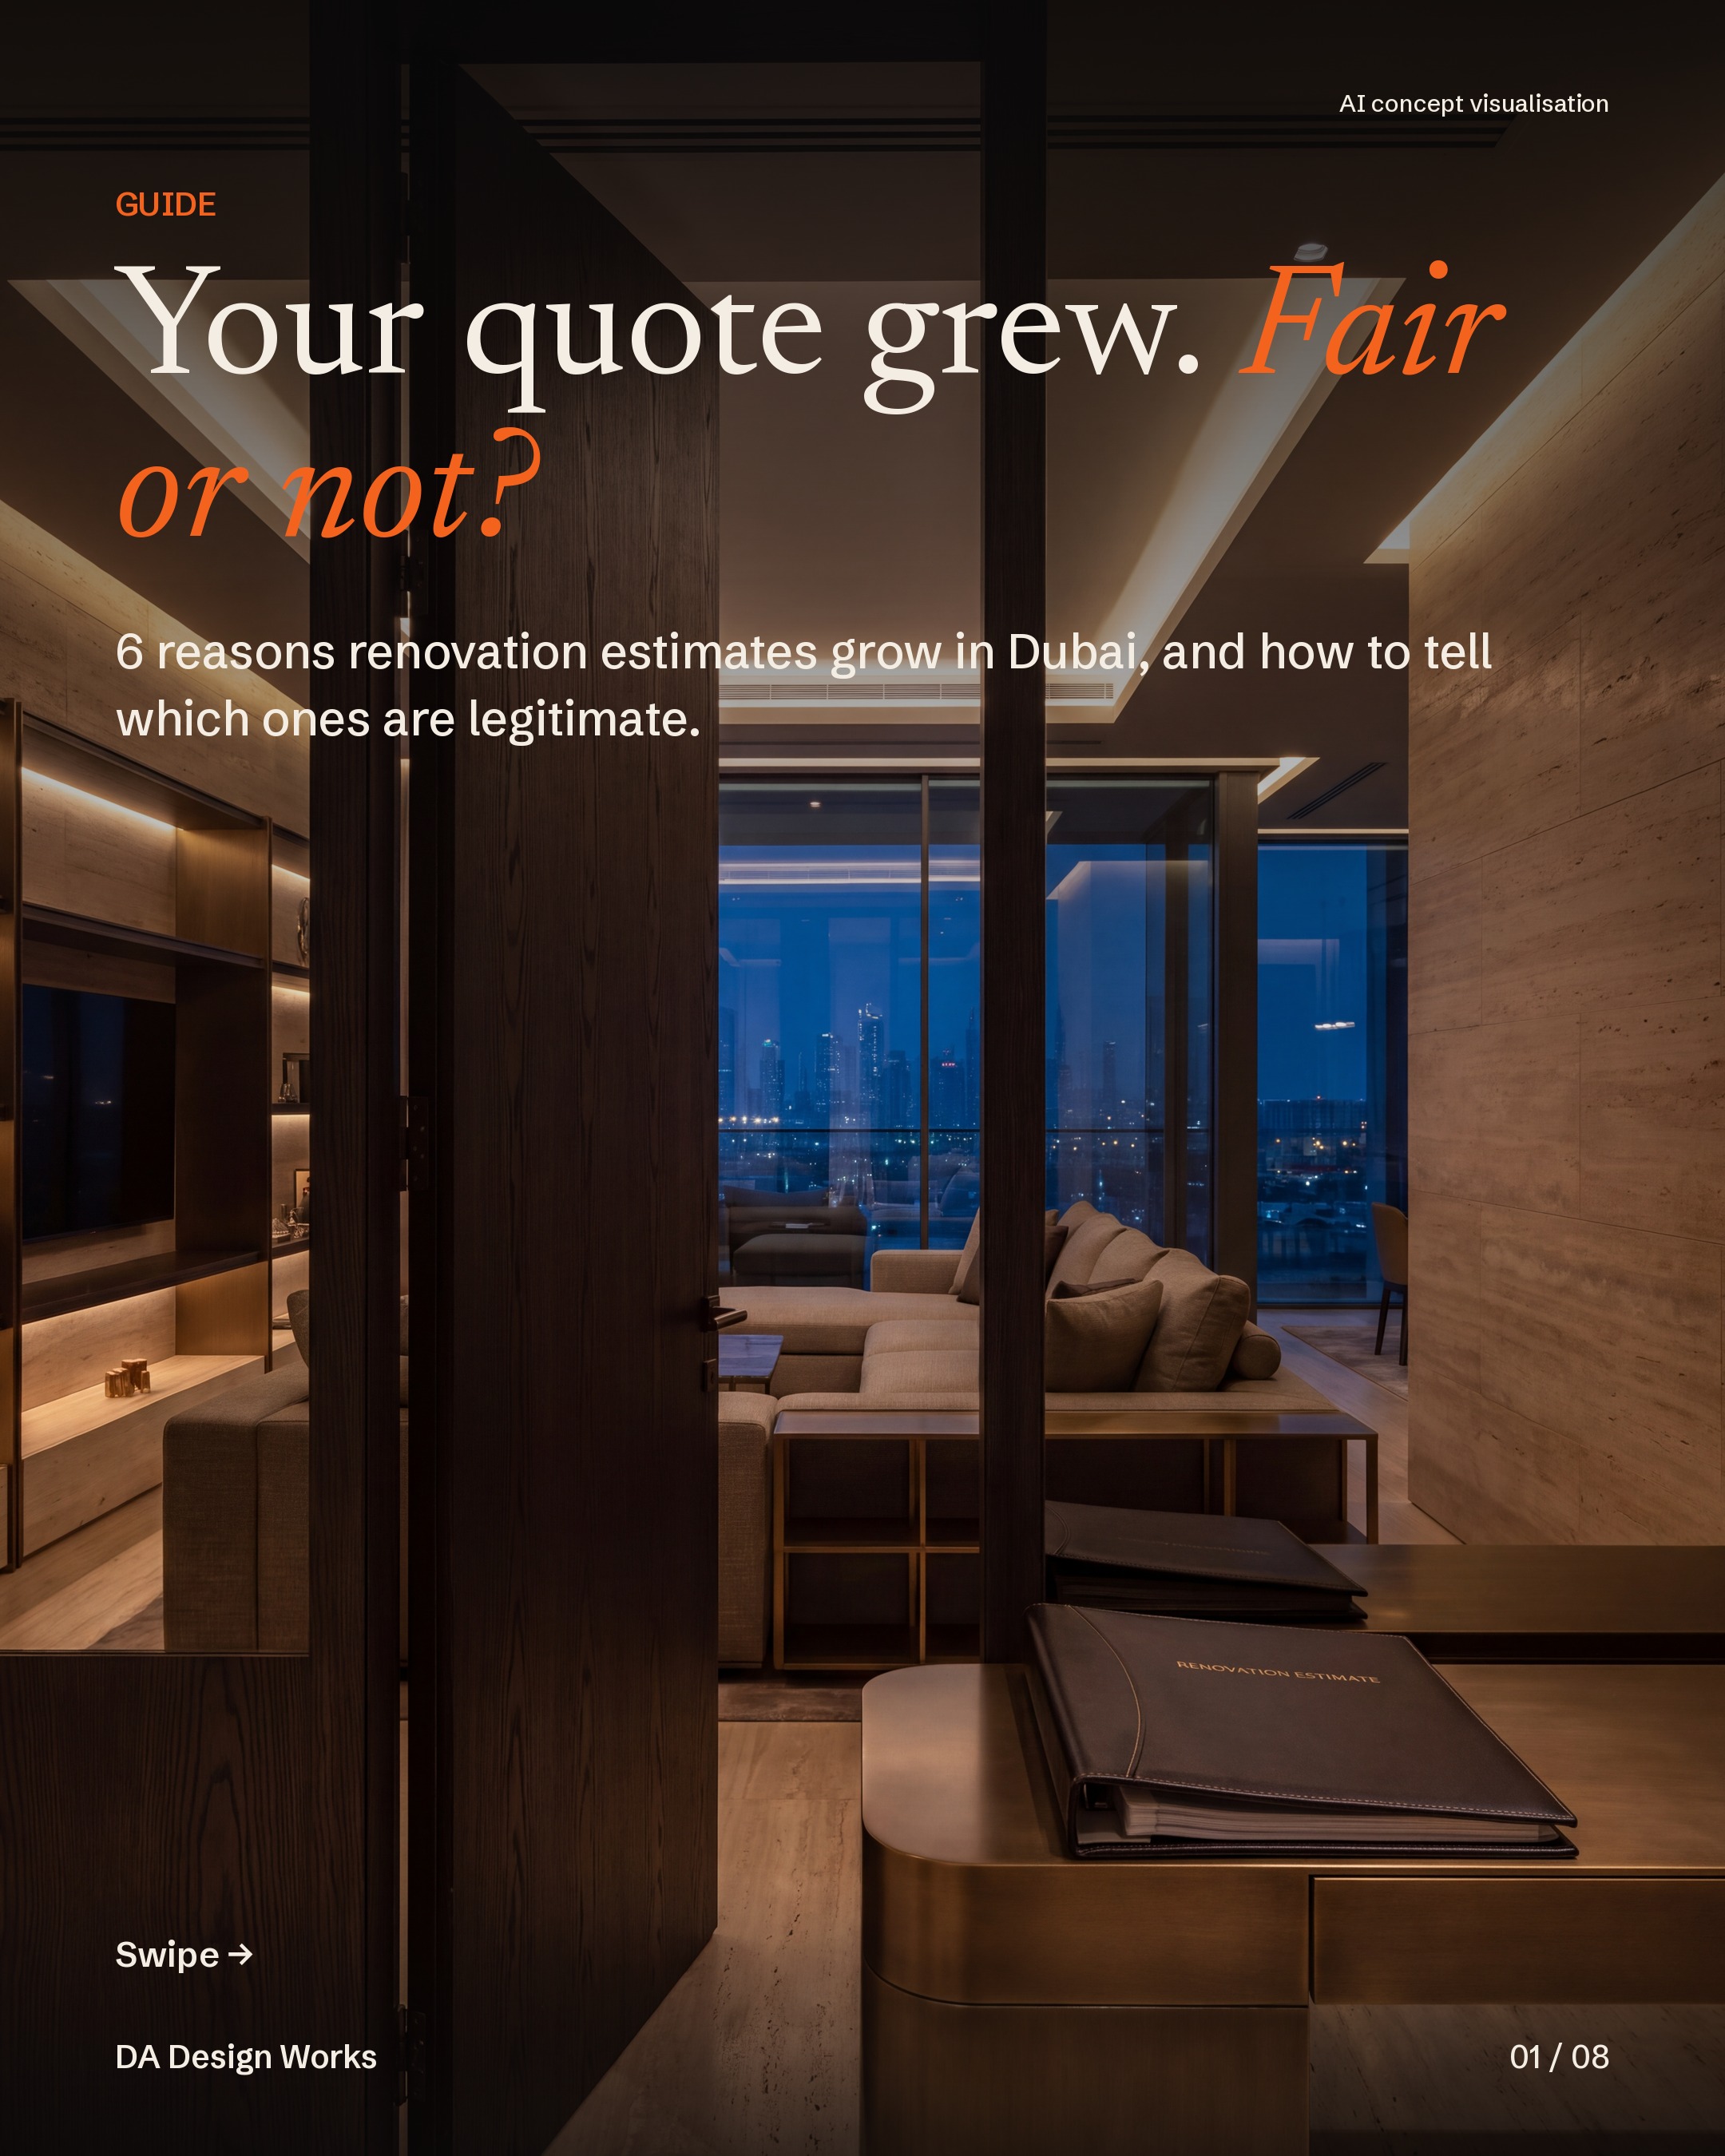 AI concept visualisation
GUIDE
Your quote grew. Fair
or not?
6 reasons renovation estimates grow in Dubai, and how to tell
which ones are legitimate.
RENOVATION ESTIMATE
Swipe →
DA Design Works
01 / 08